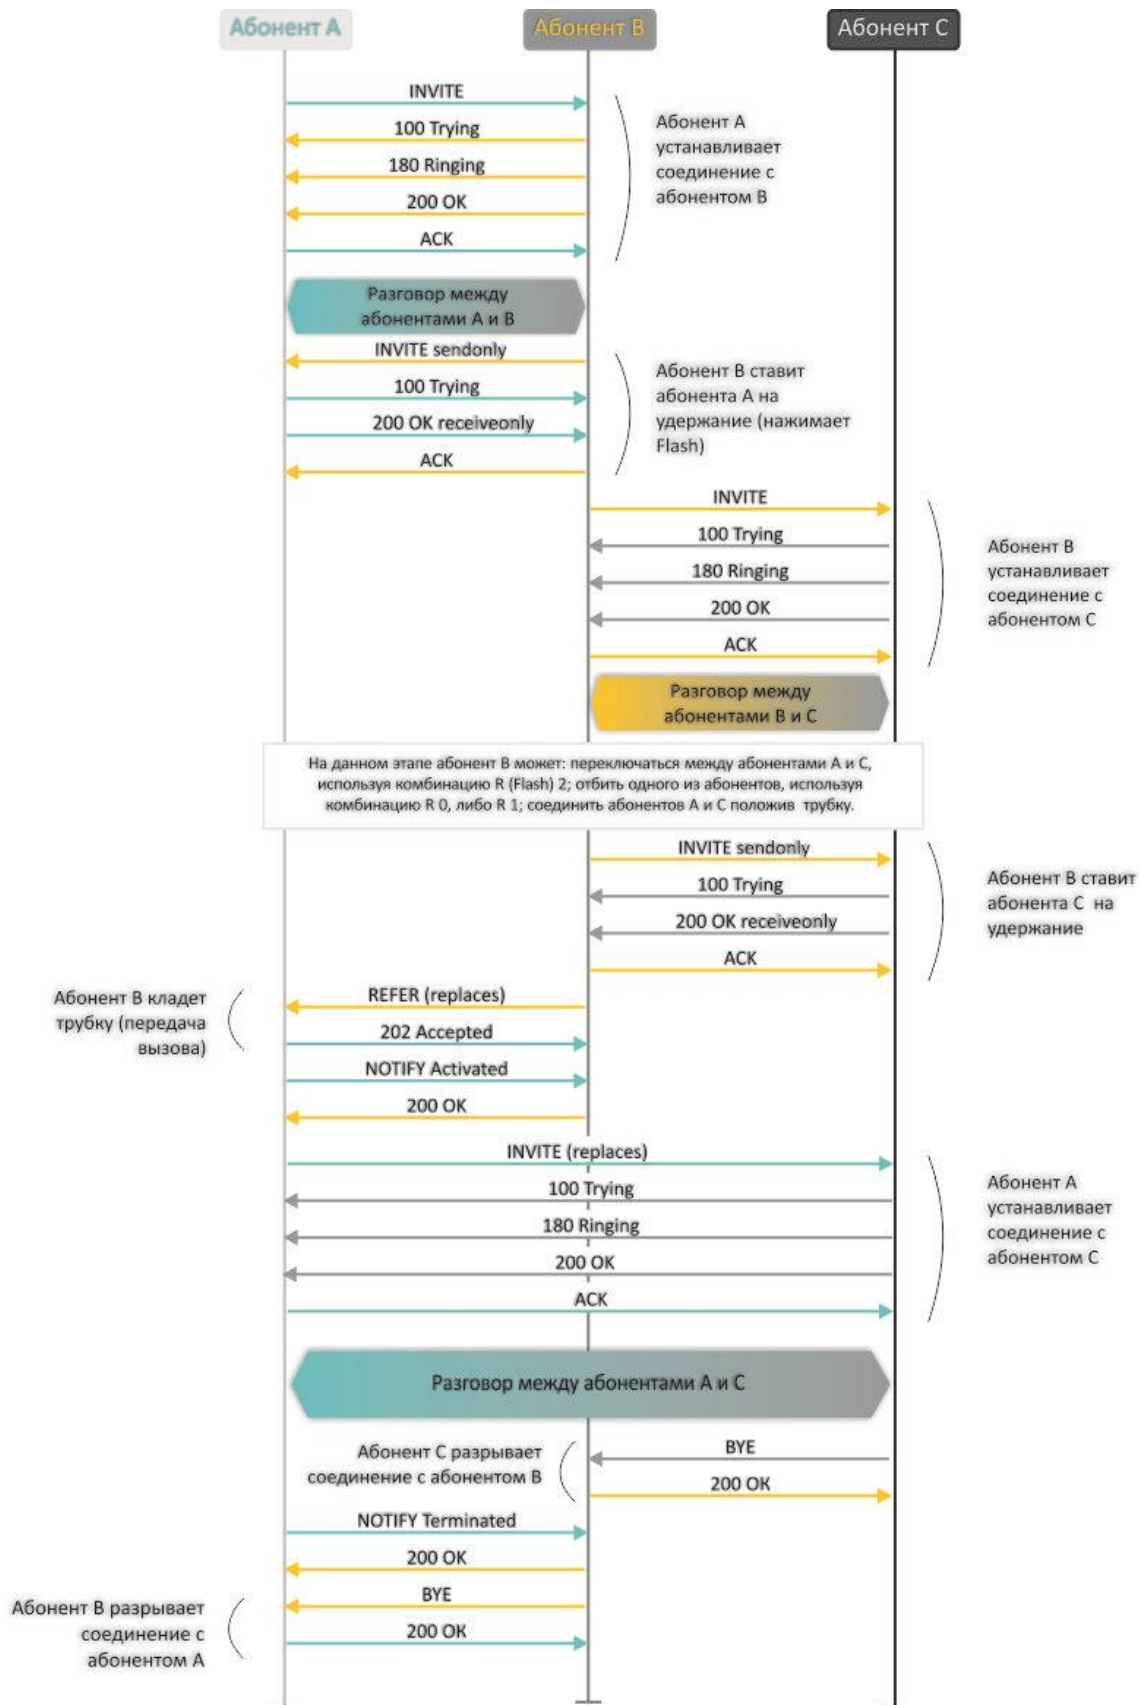 Абонент А
Абонент В
Абонент С
INVITE
100 Trying
180 Ringing
200 OK
ACK
Абонент А
устанавливает
соединение с
абонентом В
Разговор между
абонентами А и В
INVITE sendonly
100 Trying
200 OK receiveonly
ACK
Абонент В ставит
абонента А на
удержание (нажимает
Flash)
INVITE
100 Trying
180 Ringing
200 OK
ACK
Абонент В
устанавливает
соединение с
абонентом С
Разговор между
абонентами В и С
На данном этапе абонент В может: переключаться между абонентами А и С,
используя комбинацию R (Flash) 2; отбить одного из абонентов, используя
комбинацию R 0, либо R 1; соединить абонентов А и С положив трубку.
INVITE sendonly
100 Trying
200 OK receiveonly
ACK
Абонент В ставит
абонента С на
удержание
Абонент В кладет
трубку (передача
вызова)
REFER (replaces)
202 Accepted
NOTIFY Activated
200 OK
INVITE (replaces)
100 Trying
180 Ringing
200 OK
ACK
Абонент А
устанавливает
соединение с
абонентом С
Разговор между абонентами А и С
Абонент С разрывает
соединение с абонентом В
BYE
200 OK
NOTIFY Terminated
200 OK
BYE
200 OK
Абонент В разрывает
соединение с
абонентом А